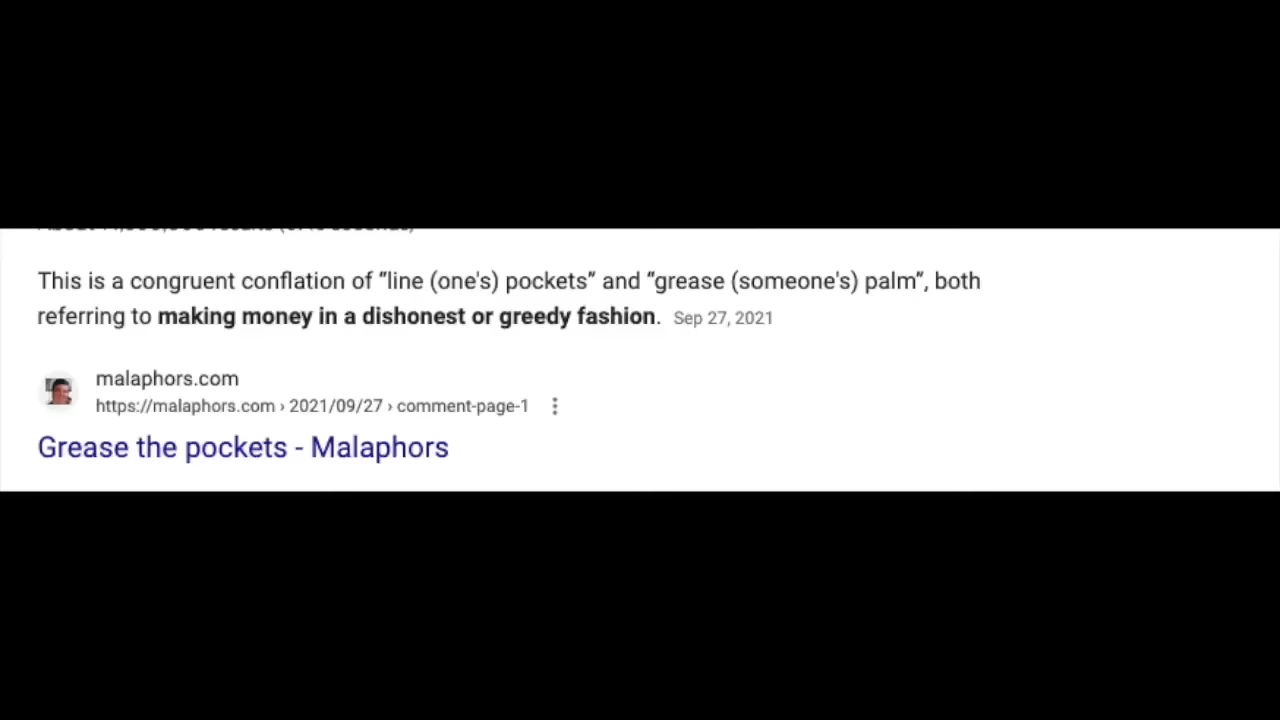 This is a congruent conflation of “line (one's) pockets” and “grease (someone's) palm”, both
referring to making money in a dishonest or greedy fashion. Sep 27, 2021
malaphors.com
https://malaphors.com › 2021/09/27 › comment-page-1
Grease the pockets - Malaphors